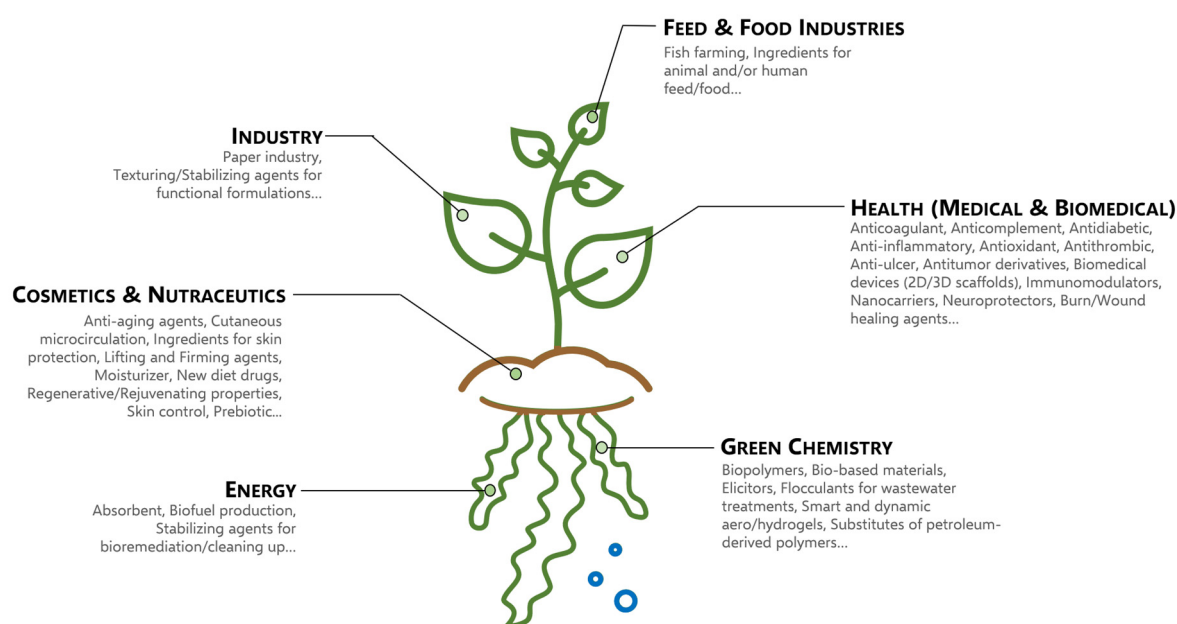 FEED & FOOD INDUSTRIES
Fish farming, Ingredients for
animal and/or human
feed/food...
INDUSTRY
Paper industry,
Texturing/Stabilizing agents for
functional formulations...
HEALTH (MEDICAL & BIOMEDICAL)
Anticoagulant, Anticomplement, Antidiabetic,
Anti-inflammatory, Antioxidant, Antithrombic,
Anti-ulcer, Antitumor derivatives, Biomedical
devices (2D/3D scaffolds), Immunomodulators,
Nanocarriers, Neuroprotectors, Burn/Wound
healing agents...
COSMETICS & NUTRACEUTICS
Anti-aging agents, Cutaneous
microcirculation, Ingredients for skin
protection, Lifting and Firming agents,
Moisturizer, New diet drugs,
Regenerative/Rejuvenating properties,
Skin control, Prebiotic...
GREEN CHEMISTRY
Biopolymers, Bio-based materials,
Elicitors, Flocculants for wastewater
treatments, Smart and dynamic
aero/hydrogels, Substitutes of petroleum-
derived polymers...
ENERGY
Absorbent, Biofuel production,
Stabilizing agents for
bioremediation/cleaning up...